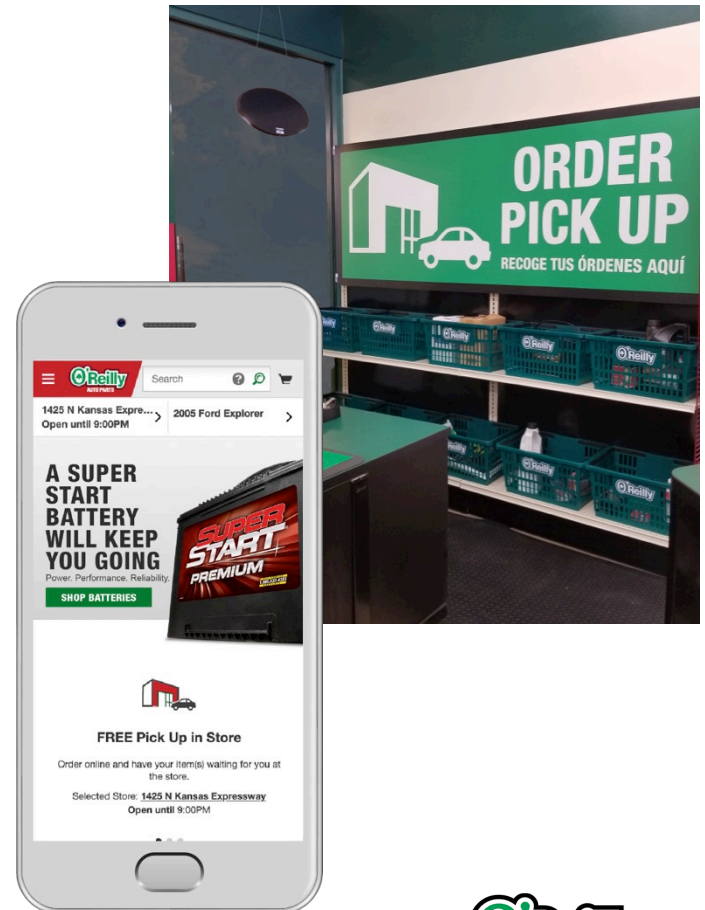 ORDER
PICK UP
RECOGE TUS ÓRDENES AQUÍ
O'Reilly
O'Reilly
O'Reilly
O'Reilly
O'Reilly
O'Reilly
O'Reilly
O'Reilly
AUTO PARTS
Search
1425 N Kansas Expre...
Open until 9:00PM
2005 Ford Explorer
A SUPER
START
BATTERY
WILL KEEP
YOU GOING
Power. Performance. Reliability.
SHOP BATTERIES
SUPER
START
PREMIUM
FREE Pick Up in Store
Order online and have your item(s) waiting for you at
the store.
Selected Store: 1425 N Kansas Expressway
Open until 9:00PM